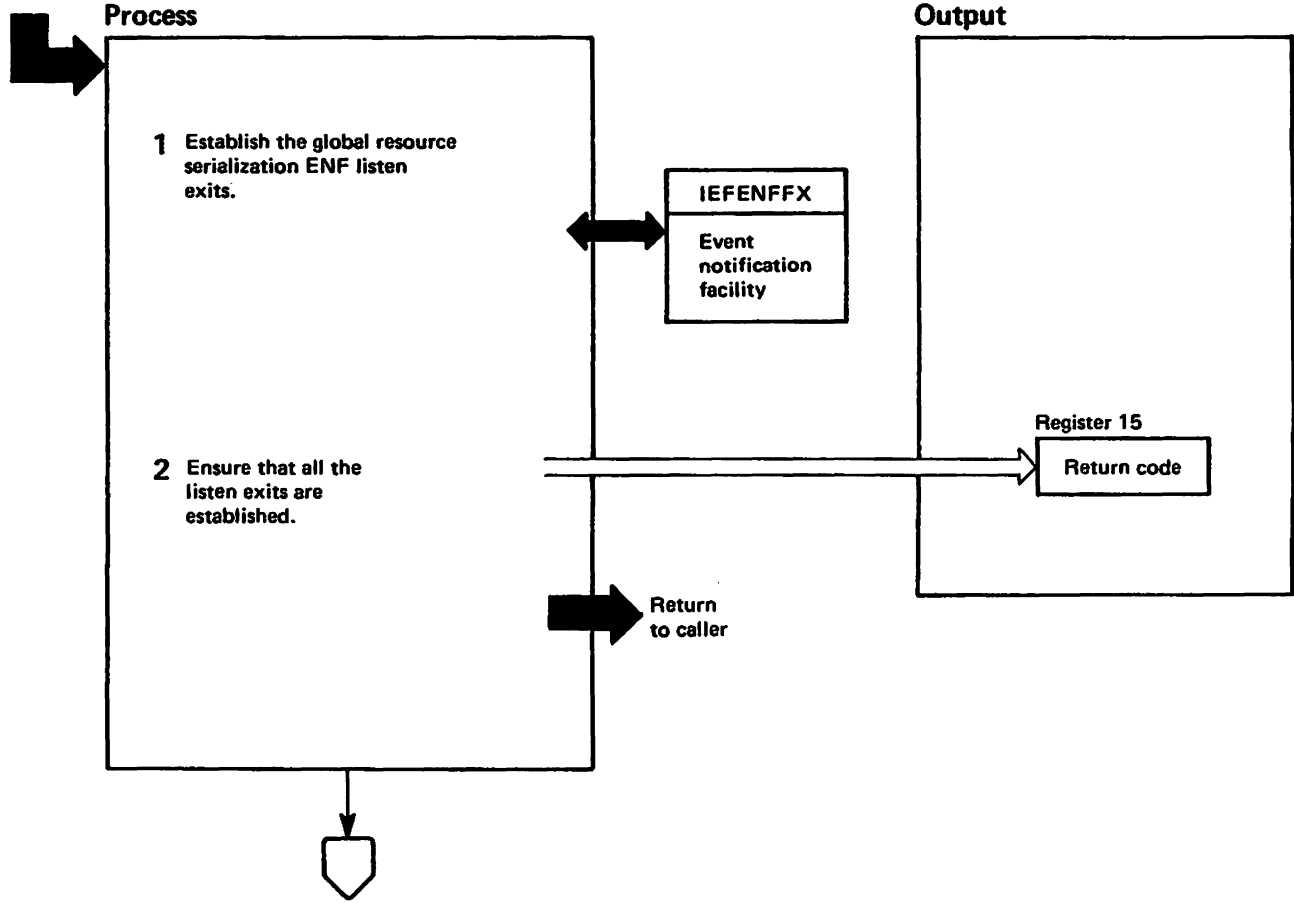 Process
Output
1 Establish the global resource
serialization ENF listen
exits.
IEFENFFX
Event
notification
facility
Register 15
Return code
2 Ensure that all the
listen exits are
established.
Return
to caller